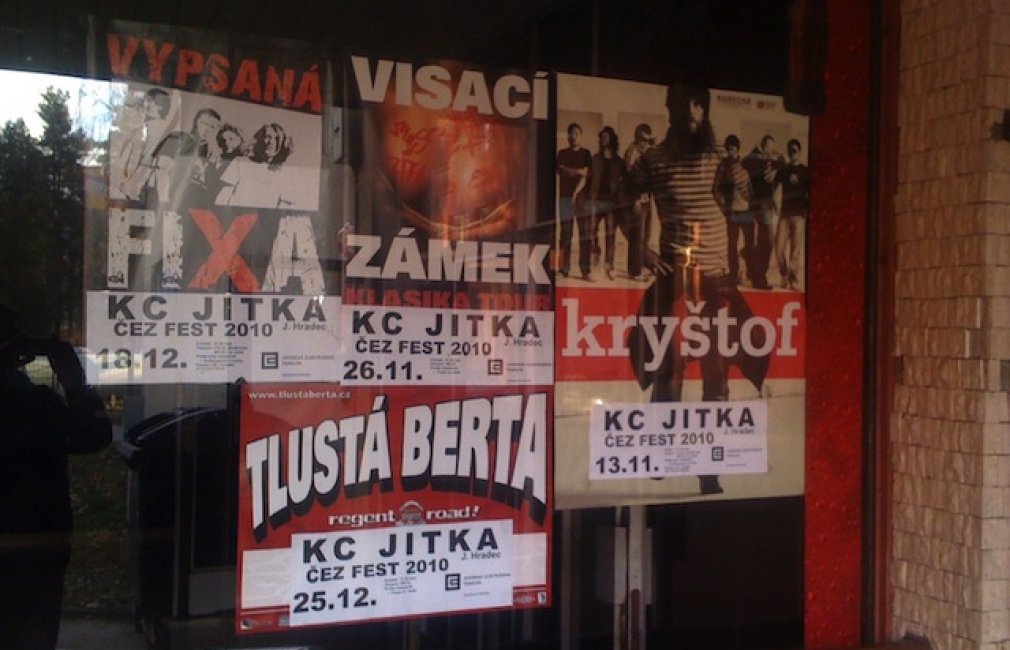 VYPSANÁ
FIXA
KC JITKA
ČEZ FEST 2010
J. Hradec
18.12.
VISACÍ
ZÁMEK
KLASIKA TOUR
KC JITKA
ČEZ FEST 2010
J. Hradec
26.11.
kryštof
KC JITKA
ČEZ FEST 2010
J. Hradec
13.11.
www.tlustaberta.cz
TLUSTÁ BERTA
regent road!
KC JITKA
J. Hradec
ČEZ FEST 2010
25.12.